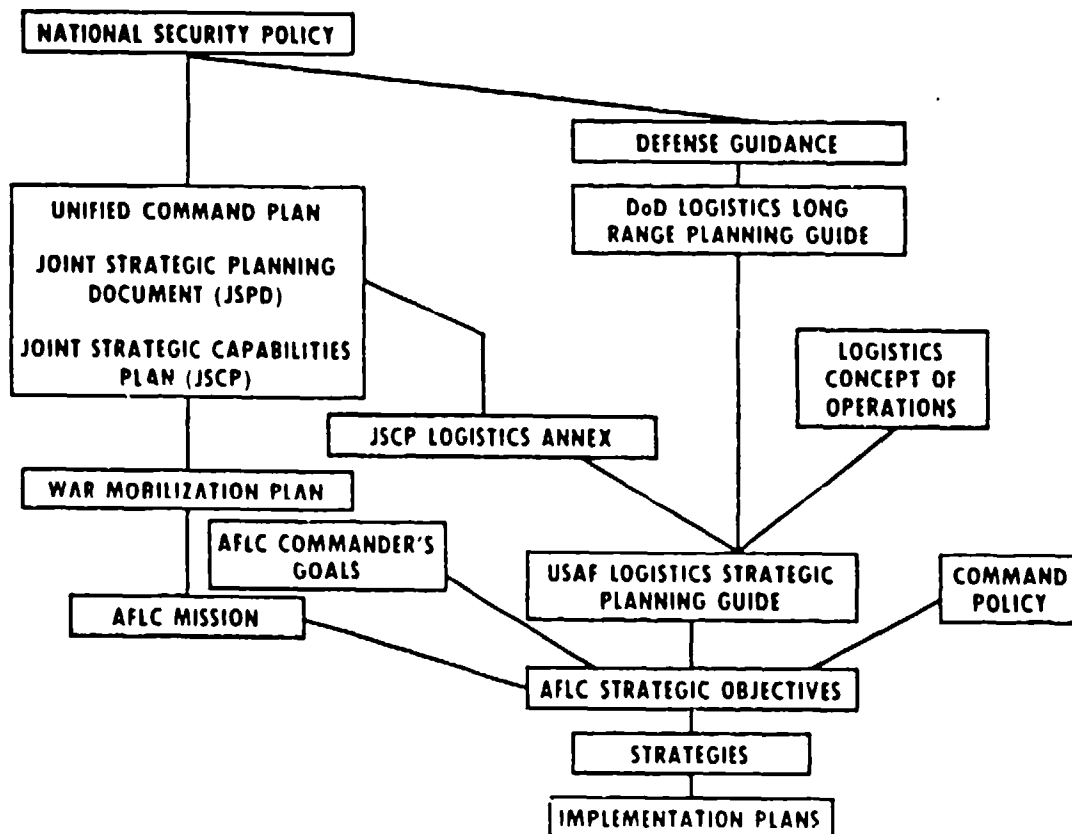 NATIONAL SECURITY POLICY
DEFENSE GUIDANCE
UNIFIED COMMAND PLAN
JOINT STRATEGIC PLANNING
DOCUMENT (JSPD)
JOINT STRATEGIC CAPABILITIES
PLAN (JSCP)
DoD LOGISTICS LONG
RANGE PLANNING GUIDE
LOGISTICS
CONCEPT OF
OPERATIONS
JSCP LOGISTICS ANNEX
WAR MOBILIZATION PLAN
AFLC COMMANDER'S
GOALS
USAF LOGISTICS STRATEGIC
PLANNING GUIDE
COMMAND
POLICY
AFLC MISSION
AFLC STRATEGIC OBJECTIVES
STRATEGIES
IMPLEMENTATION PLANS